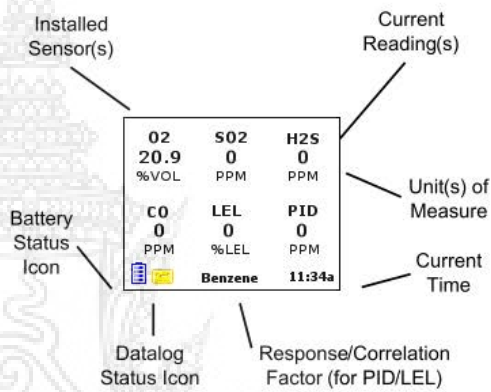 Installed
Sensor(s)
Current
Reading(s)
O2 SO2 H2S
20.9 0 0
%VOL PPM PPM
CO LEL PID
0 0 0
PPM %LEL PPM
Benzene 11:34a
Unit(s) of
Measure
Battery
Status
Icon
Current
Time
Datalog
Status Icon
Response/Correlation
Factor (for PID/LEL)